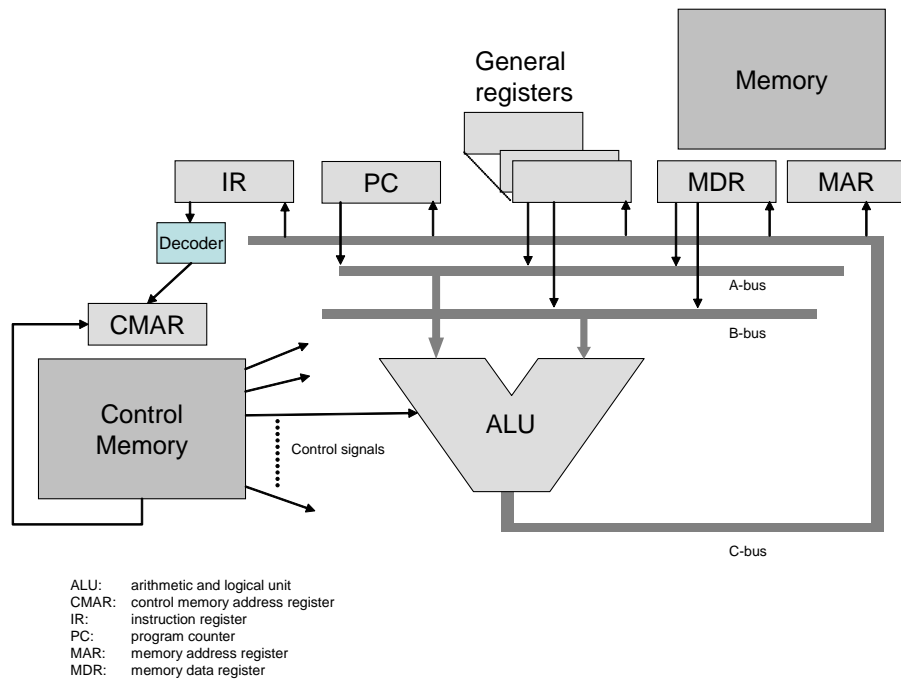 General
registers
Memory
IR
PC
MDR
MAR
Decoder
A-bus
CMAR
B-bus
Control
Memory
ALU
Control signals
C-bus
ALU: arithmetic and logical unit
CMAR: control memory address register
IR: instruction register
PC: program counter
MAR: memory address register
MDR: memory data register